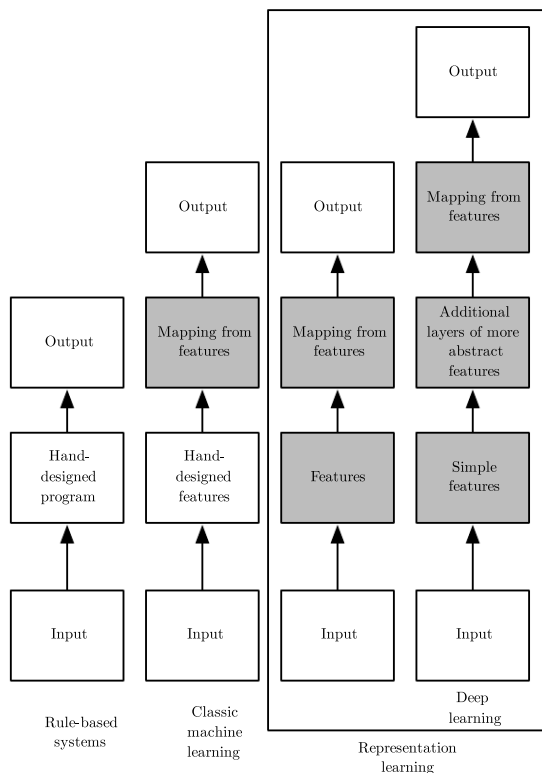 Output
Output
Output
Mapping from
features
Output
Mapping from
features
Mapping from
features
Additional
layers of more
abstract
features
Hand-
designed
program
Hand-
designed
features
Features
Simple
features
Input
Input
Input
Input
Rule-based
systems
Classic
machine
learning
Representation
learning
Deep
learning